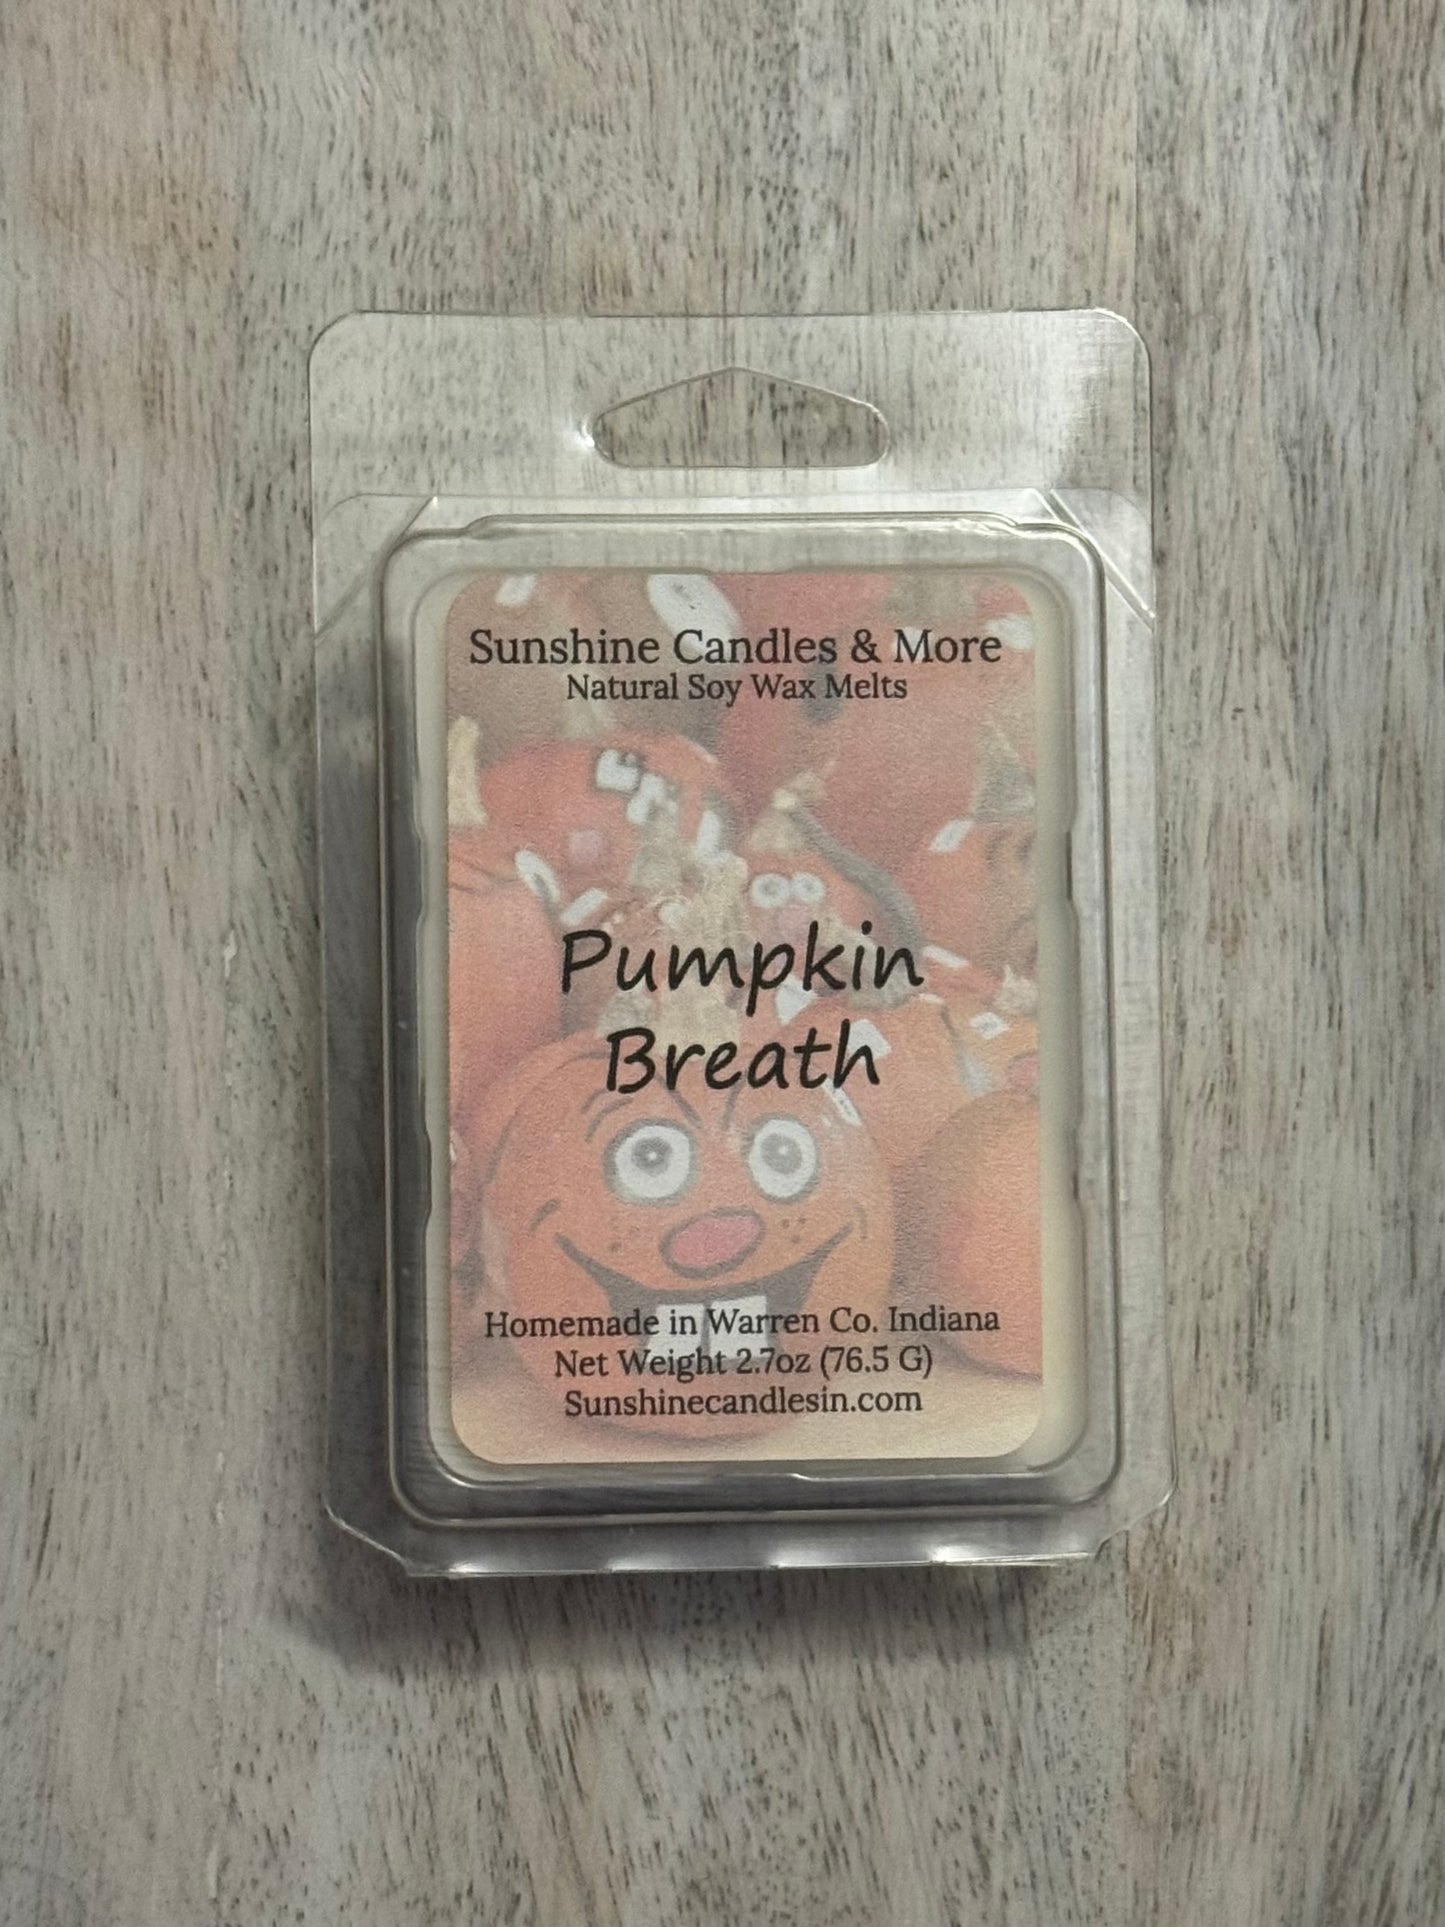 Sunshine Candles & More
Natural Soy Wax Melts
Pumpkin
Breath
Homemade in Warren Co. Indiana
Net Weight 2.7oz (76.5 G)
Sunshinecandlesin.com